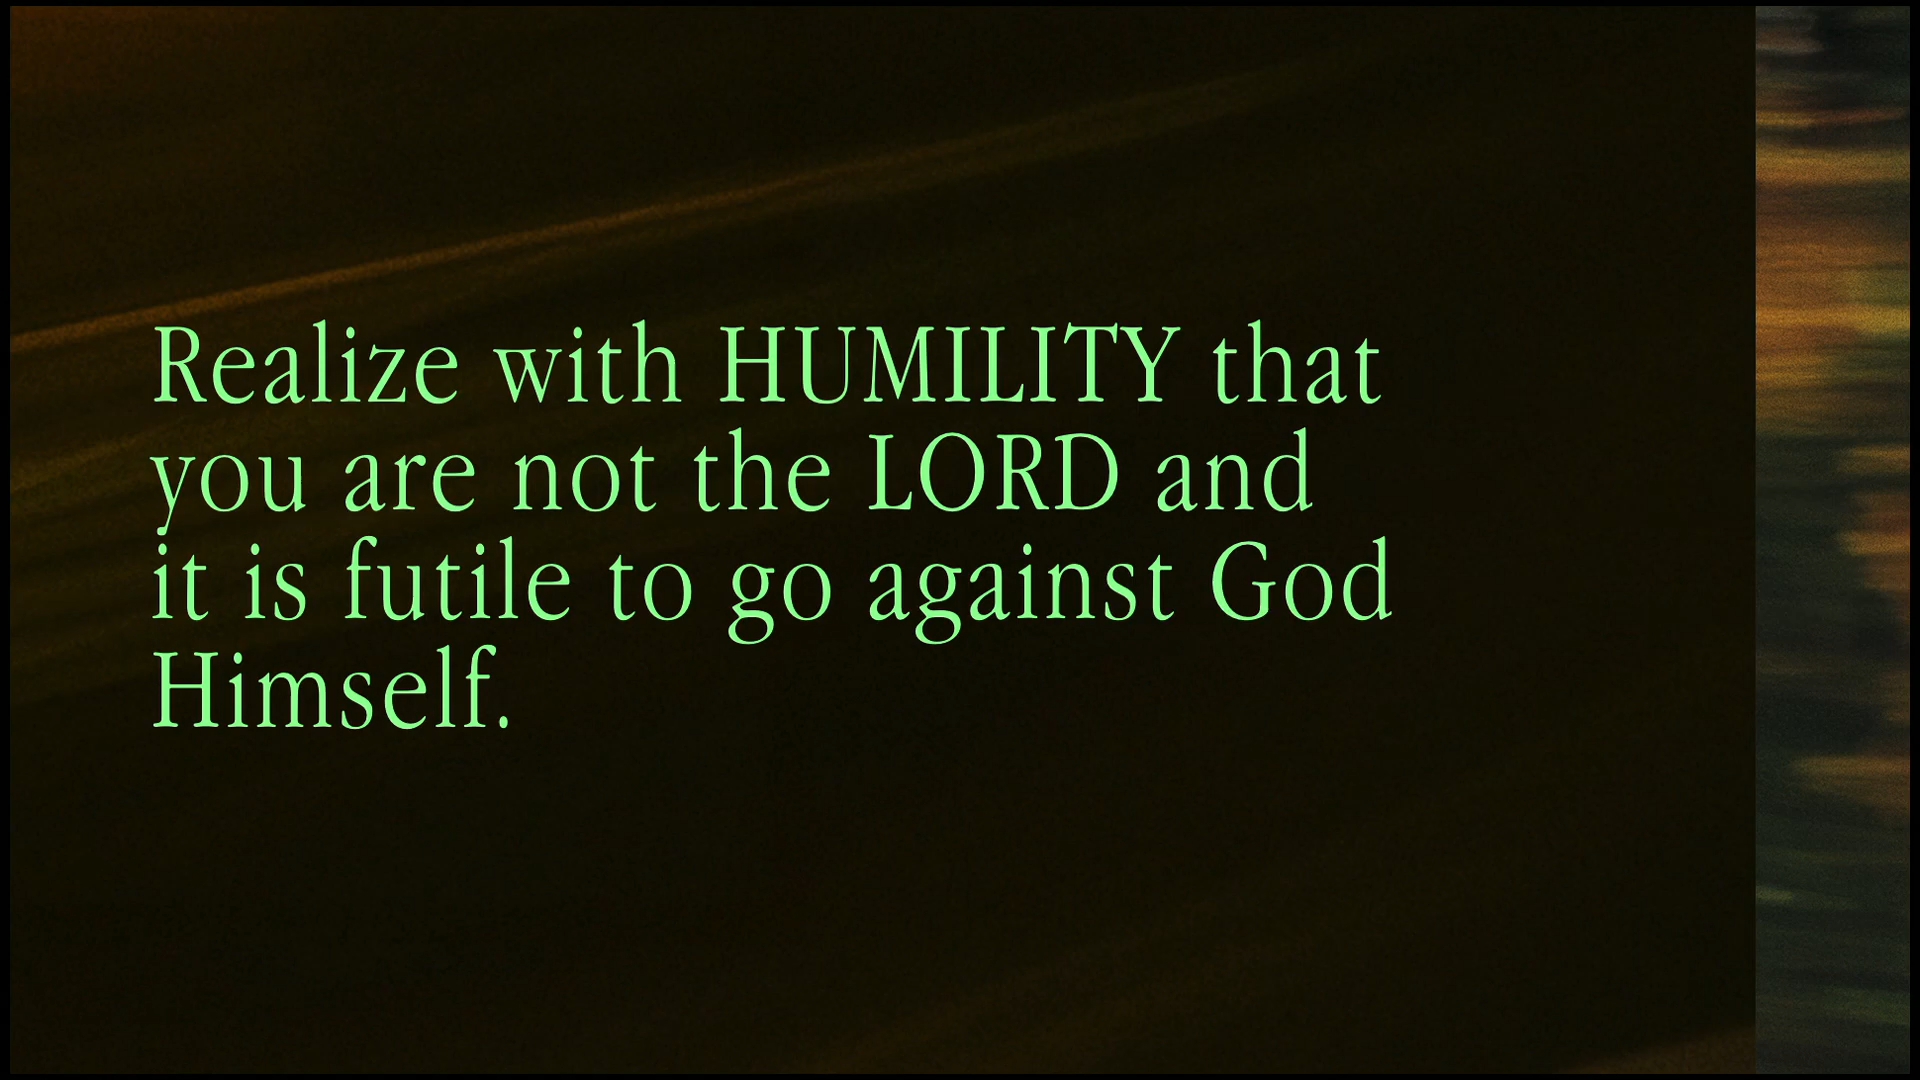 Realize with HUMILITY that
you are not the LORD and
it is futile to go against God
Himself.